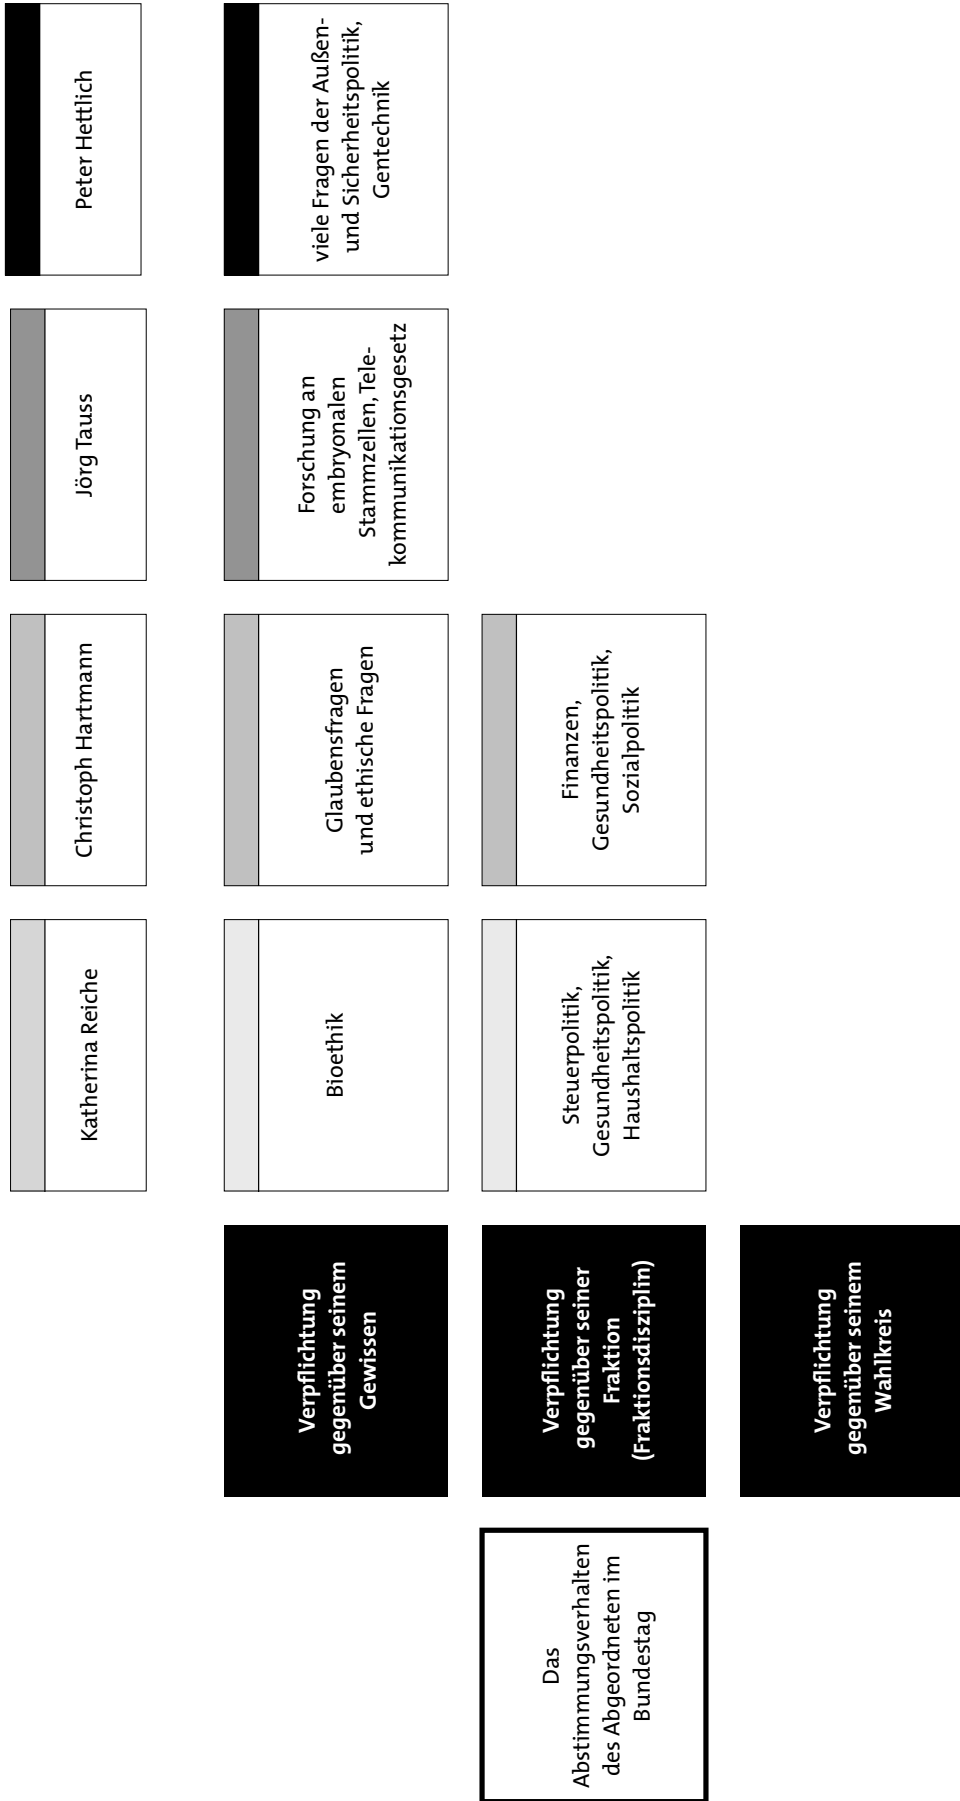 Katherina Reiche
Christoph Hartmann
Jörg Tauss
Peter Hettlich
Verpflichtung
gegenüber seinem
Gewissen
Bioethik
Glaubensfragen
und ethische Fragen
Forschung an
embryonalen
Stammzellen, Tele-
kommunikationsgesetz
viele Fragen der Außen-
und Sicherheitspolitik,
Gentechnik
Das
Abstimmungsverhalten
des Abgeordneten im
Bundestag
Verpflichtung
gegenüber seiner
Fraktion
(Fraktionsdisziplin)
Steuerpolitik,
Gesundheitspolitik,
Haushaltspolitik
Finanzen,
Gesundheitspolitik,
Sozialpolitik
Verpflichtung
gegenüber seinem
Wahlkreis